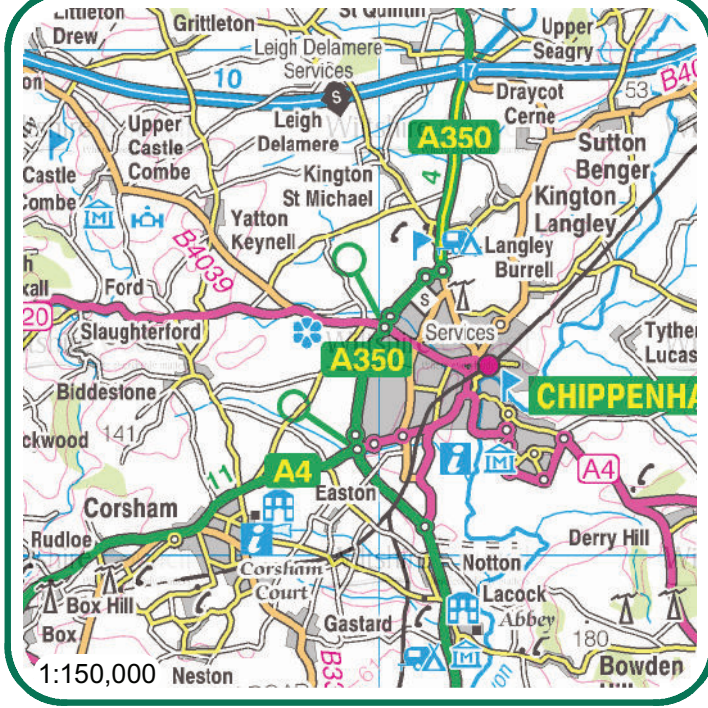 Littleton
Drew
Grittleton
St Quintin
Upper
Seagry
Leigh Delamere
Services
10
17
B40
53
S
Leigh
Delamere
Draycot
Cerne
Upper
Castle
Combe
A350
4
Sutton
Benger
Castle
Combe
Kington
St Michael
Kington
Langley
Yatton
Keynell
B4039
Langley
Burrell
Ford
S
20
Slaughterford
Services
Tyther
Lucas
A350
Biddestone
CHIPPENHA
ckwood
141
11
A4
i
M
A4
Easton
Corsham
Rudloe
i
Corsham
Court
Derry Hill
Notton
Box Hill
Lacock
Abbey
Box
Gastard
180
B33
61
Bowden
1:150,000
Neston
von